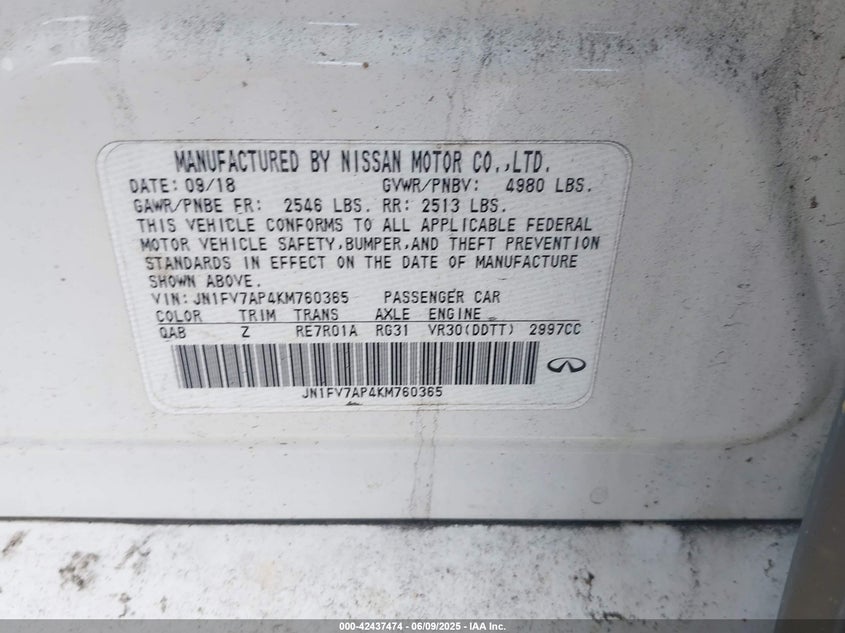 MANUFACTURED BY NISSAN MOTOR CO.,LTD.
DATE: 09/18 GVWR/PNBV: 4980 LBS.
GAWR/PNBE FR: 2546 LBS. RR: 2513 LBS.
THIS VEHICLE CONFORMS TO ALL APPLICABLE FEDERAL
MOTOR VEHICLE SAFETY,BUMPER,AND THEFT PREVENTION
STANDARDS IN EFFECT ON THE DATE OF MANUFACTURE
SHOWN ABOVE.
VIN: JN1FV7AP4KM760365 PASSENGER CAR
COLOR TRIM TRANS AXLE ENGINE
QAB Z RE7R01A RG31 VR30(DDTT) 2997CC
JN1FV7AP4KM760365
000-42437474 - 06/09/2025 - IAA Inc.